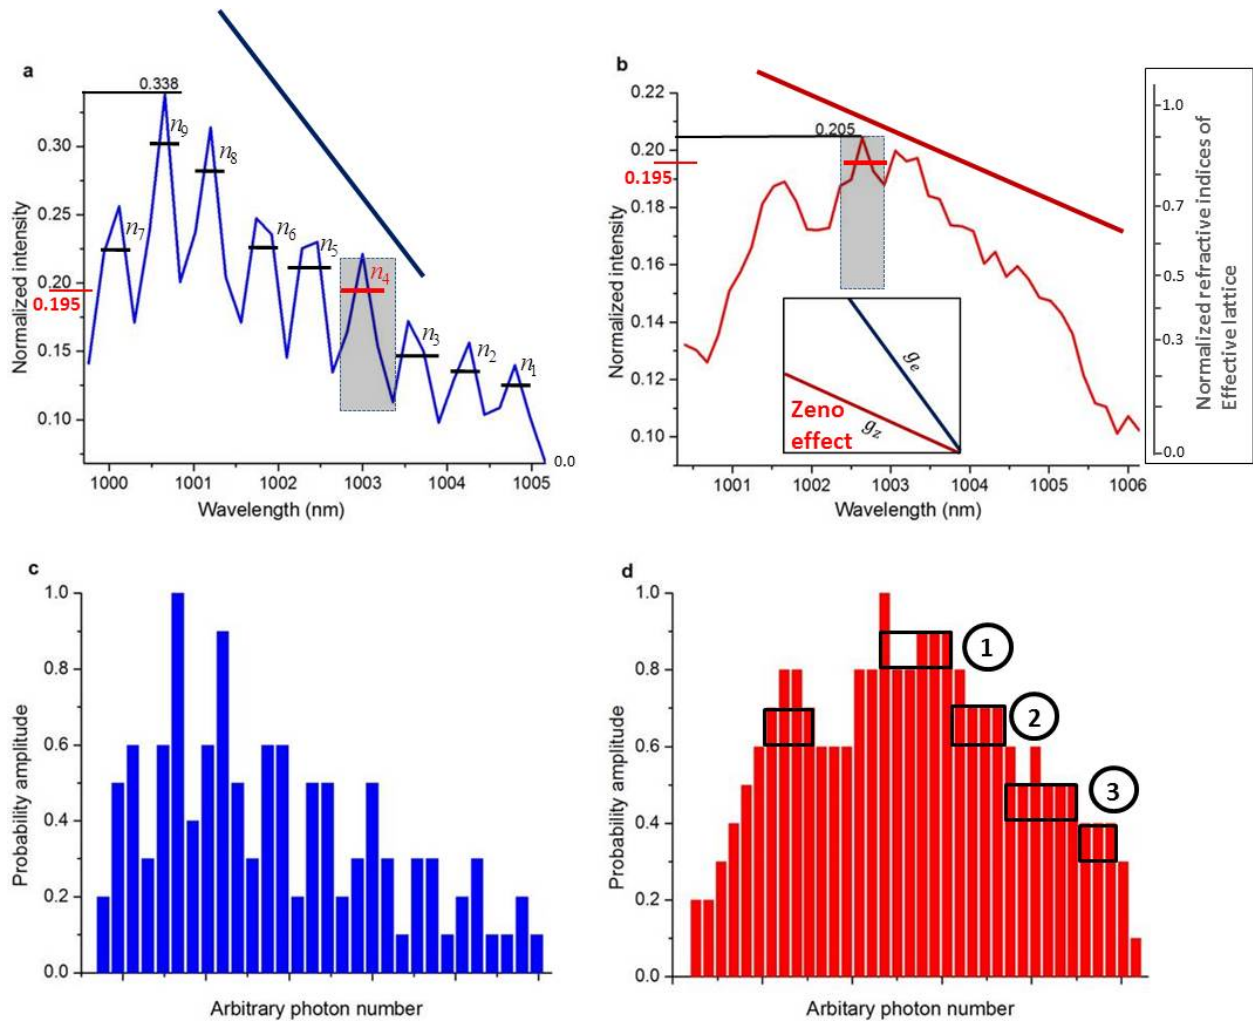 a
0.338
n9
n8
n7
n6
n5
n4
n3
n2
n1
0.30
0.25
0.20
0.195
0.15
0.10
0.0
Normalized intensity
1000 1001 1002 1003 1004 1005
Wavelength (nm)
b
0.205
0.22
0.20
0.195
0.18
0.16
0.14
0.12
0.10
Normalized intensity
ge
Zeno
effect
gz
1001 1002 1003 1004 1005 1006
Wavelength (nm)
1.0
0.7
0.5
0.3
0.0
Normalized refractive indices of
Effective lattice
c
1.0
0.8
0.6
0.4
0.2
0.0
Probability amplitude
Arbitrary photon number
d
1.0
0.8
0.6
0.4
0.2
0.0
Probability amplitude
1
2
3
Arbitary photon number